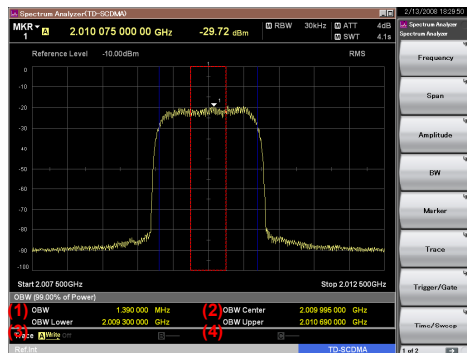 Spectrum Analyzer(TD-SCDMA)
2/13/2008 18:29:50
MKR 1 A 2.010 075 000 00 GHz -29.72 dBm
M RBW 30kHz
M ATT 4dB
M SWT 4.1s
Spectrum Analyzer
Spectrum Analyzer
Reference Level -10.00dBm RMS
1
0
-10
-20
-30
-40
-50
-60
-70
-80
-90
-100
1
Start 2.007 500GHz Stop 2.012 500GHz
OBW (99.00% of Power)
(1) OBW 1.390 000 MHz (2) OBW Center 2.009 995 000 GHz
OBW Lower 2.009 300 000 GHz OBW Upper 2.010 690 000 GHz
(3) (4)
Trace A Write Off B C
Ref.Int TD-SCDMA
Frequency
Span
Amplitude
BW
Marker
Trace
Trigger/Gate
Time/Sweep
1 of 2